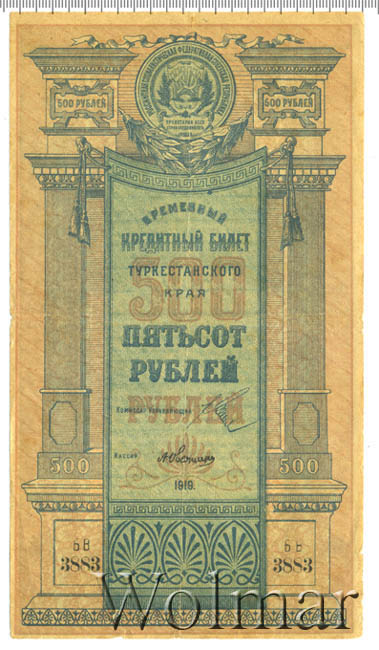 500 РУБЛЕЙ
500 РУБЛЕЙ
ВРЕМЕННЫЙ
КРЕДИТНЫЙ БИЛЕТ
ТУРКЕСТАНСКОГО
КРАЯ
500
ПЯТЬСОТ
РУБЛЕЙ
РУБЛЕЙ
Кассир
500
500
1919.
БВ
3883
3883
Wolmar